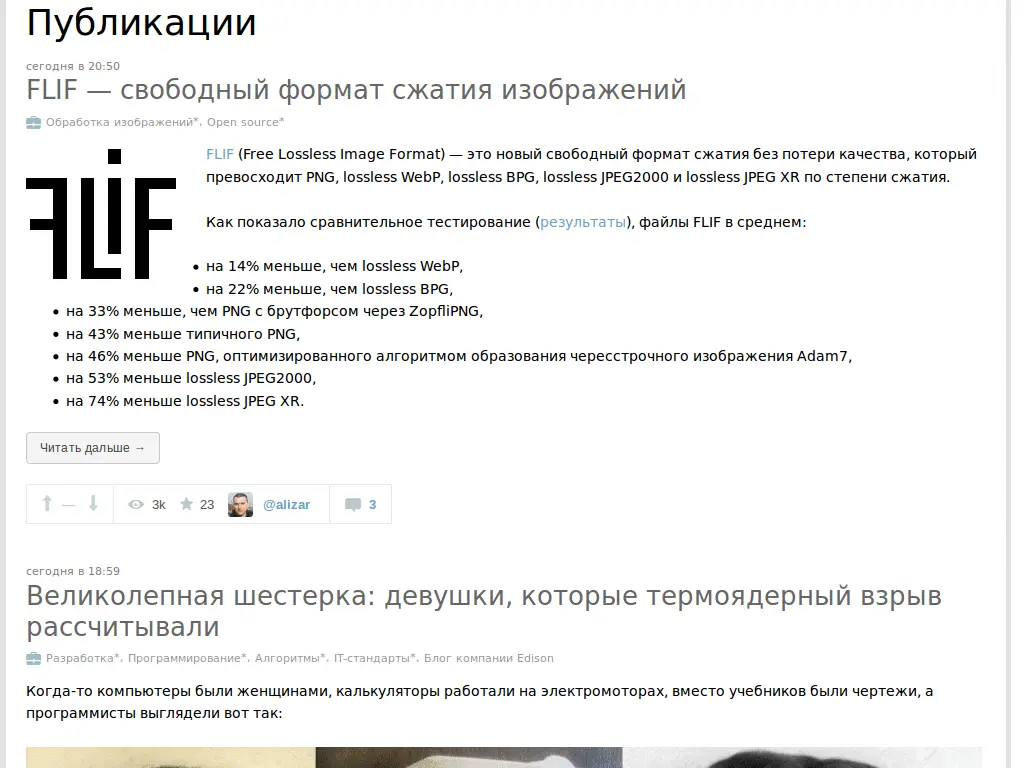 Публикации
сегодня в 20:50
FLIF — свободный формат сжатия изображений
Обработка изображений*, Open source*
FLIF
FLIF (Free Lossless Image Format) — это новый свободный формат сжатия без потери качества, который
превосходит PNG, lossless WebP, lossless BPG, lossless JPEG2000 и lossless JPEG XR по степени сжатия.
Как показало сравнительное тестирование (результаты), файлы FLIF в среднем:
• на 14% меньше, чем lossless WebP,
• на 22% меньше, чем lossless BPG,
• на 33% меньше, чем PNG с брутфорсом через ZopfliPNG,
• на 43% меньше типичного PNG,
• на 46% меньше PNG, оптимизированного алгоритмом образования чересстрочного изображения Adam7,
• на 53% меньше lossless JPEG2000,
• на 74% меньше lossless JPEG XR.
Читать дальше →
— 3k 23 @alizar 3
сегодня в 18:59
Великолепная шестерка: девушки, которые термоядерный взрыв
рассчитывали
Разработка*, Программирование*, Алгоритмы*, IT-стандарты*, Блог компании Edison
Когда-то компьютеры были женщинами, калькуляторы работали на электромоторах, вместо учебников были чертежи, а
программисты выглядели вот так: